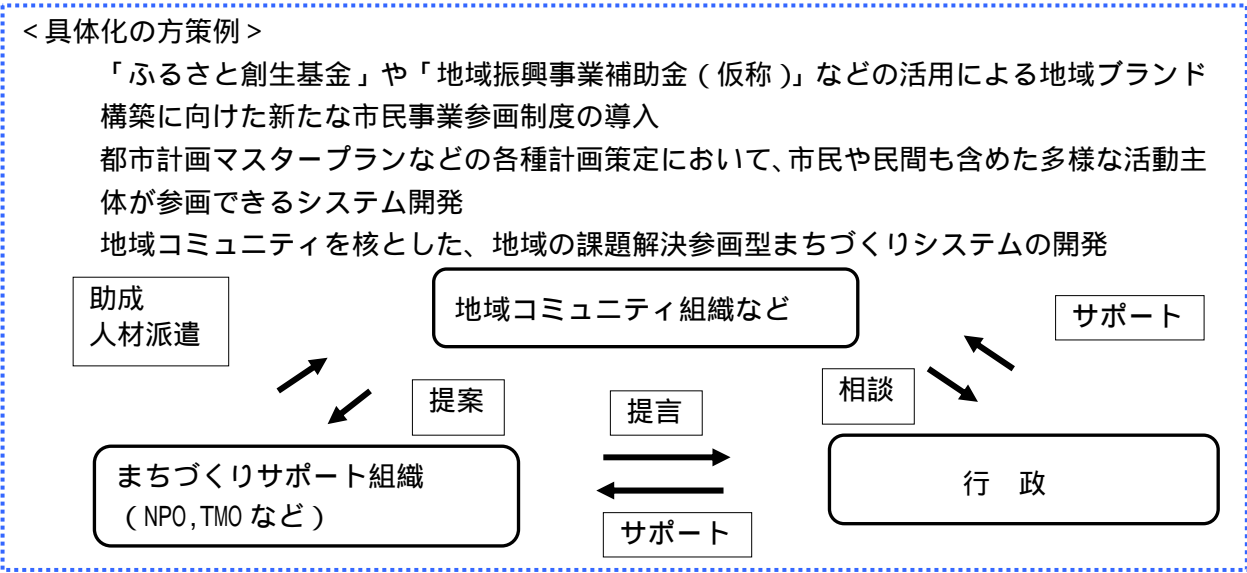 <具体化の方策例>
「ふるさと創生基金」や「地域振興事業補助金(仮称)」などの活用による地域ブランド
構築に向けた新たな市民事業参画制度の導入
都市計画マスタープランなどの各種計画策定において、市民や民間も含めた多様な活動主
体が参画できるシステム開発
地域コミュニティを核とした、地域の課題解決参画型まちづくりシステムの開発
助成
人材派遣
地域コミュニティ組織など
サポート
提案
提言
相談
まちづくりサポート組織
(NPO,TMOなど)
行 政
サポート